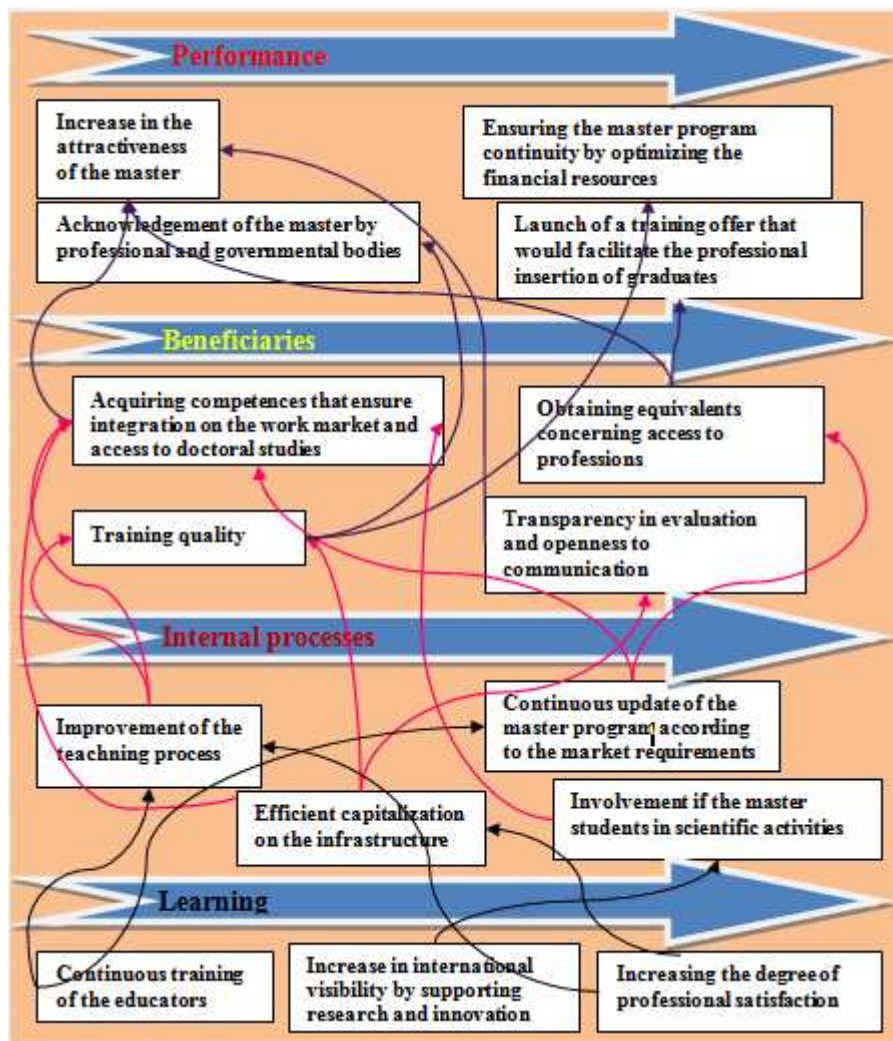 Performance
Increase in the
attractiveness
of the master
Ensuring the master program
continuity by optimizing the
financial resources
Acknowledgement of the master by
professional and governmental bodies
Launch of a training offer that
would facilitate the professional
insertion of graduates
Beneficiaries
Acquiring competences that ensure
integration on the work market and
access to doctoral studies
Obtaining equivalents
concerning access to
professions
Training quality
Transparency in evaluation
and openness to
communication
Internal processes
Improvement of the
teachning process
Continuous update of the
master program according
to the market requirements
Efficient capitalization
on the infrastructure
Involvement if the master
students in scientific activities
Learning
Continuous training
of the educators
Increase in international
visibility by supporting
research and innovation
Increasing the degree of
professional satisfaction